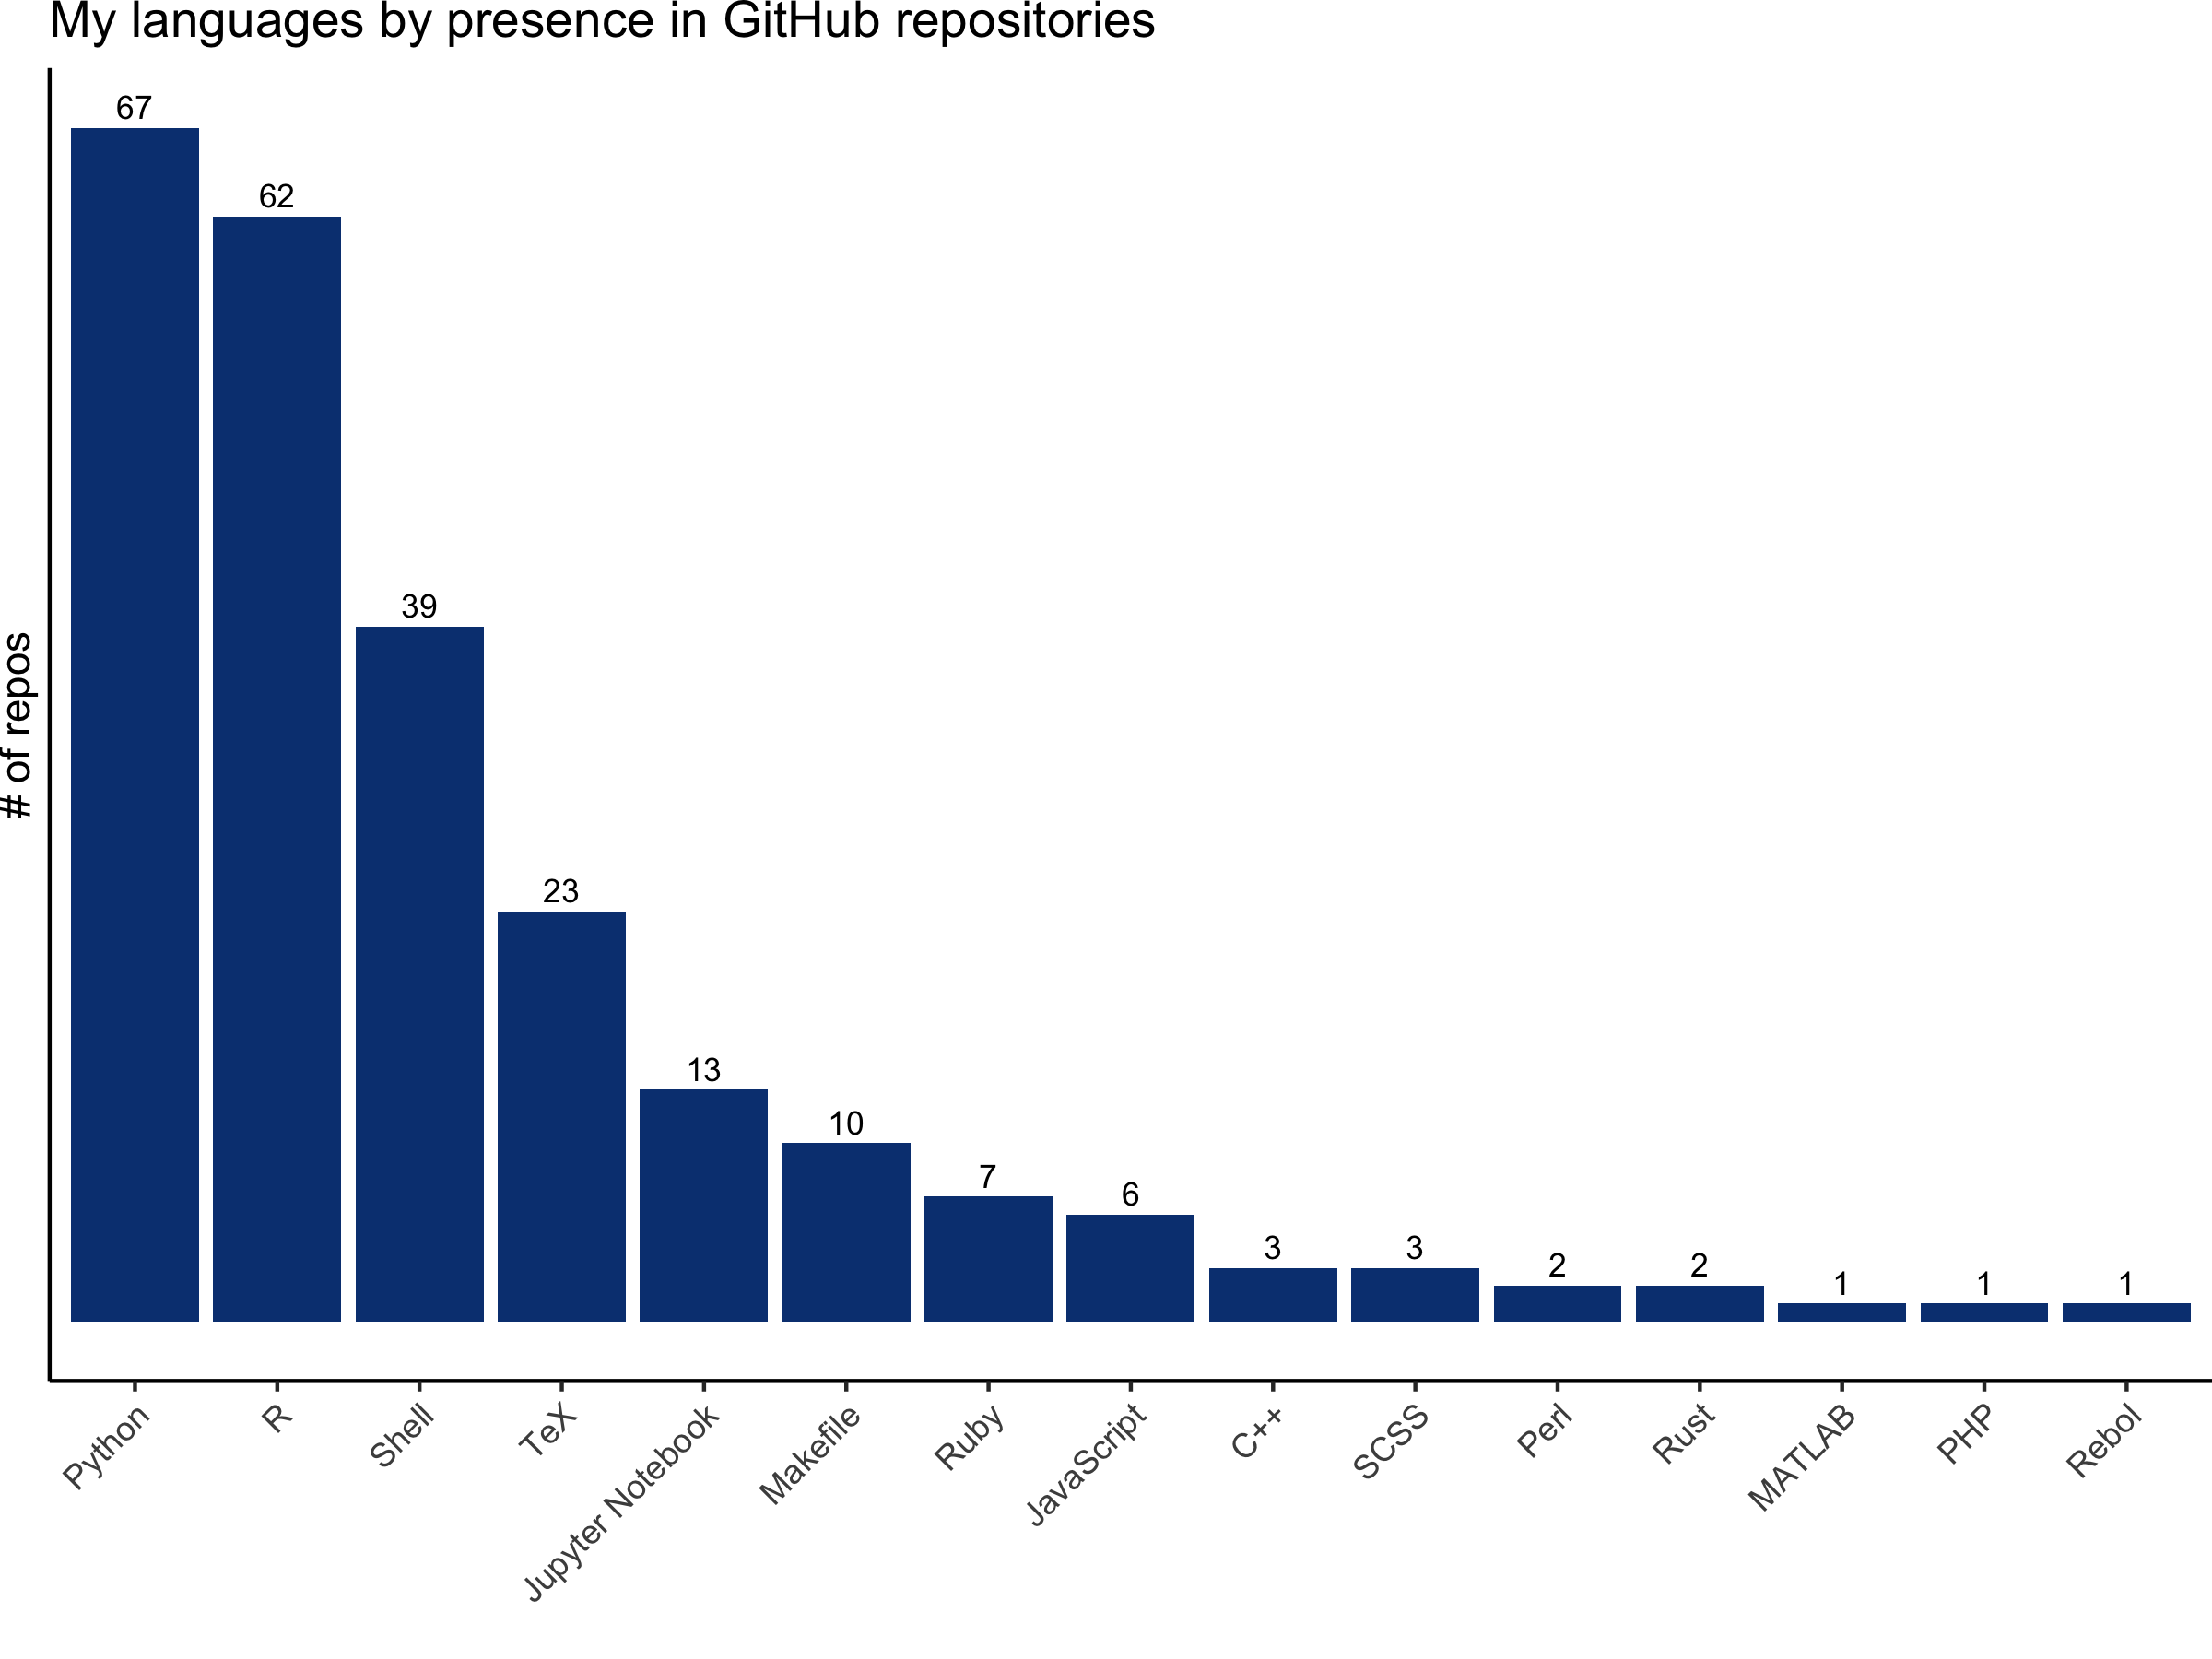 My languages by presence in GitHub repositories
# of repos
67
62
39
23
13
10
7
6
3
3
2
2
1
1
1
Python
R
Shell
TeX
Jupyter Notebook
Makefile
Ruby
JavaScript
C++
SCSS
Perl
Rust
MATLAB
PHP
Rebol